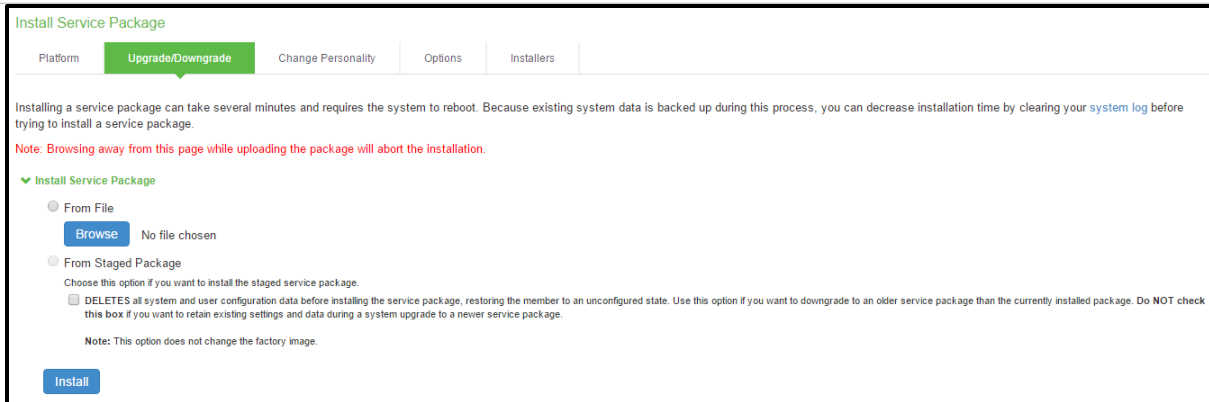 Install Service Package
Platform Upgrade/Downgrade Change Personality Options Installers
Installing a service package can take several minutes and requires the system to reboot. Because existing system data is backed up during this process, you can decrease installation time by clearing your system log before
trying to install a service package.
Note: Browsing away from this page while uploading the package will abort the installation.
Install Service Package
From File
Browse No file chosen
From Staged Package
Choose this option if you want to install the staged service package.
DELETES all system and user configuration data before installing the service package, restoring the member to an unconfigured state. Use this option if you want to downgrade to an older service package than the currently installed package. Do NOT check
this box if you want to retain existing settings and data during a system upgrade to a newer service package.
Note: This option does not change the factory image.
Install